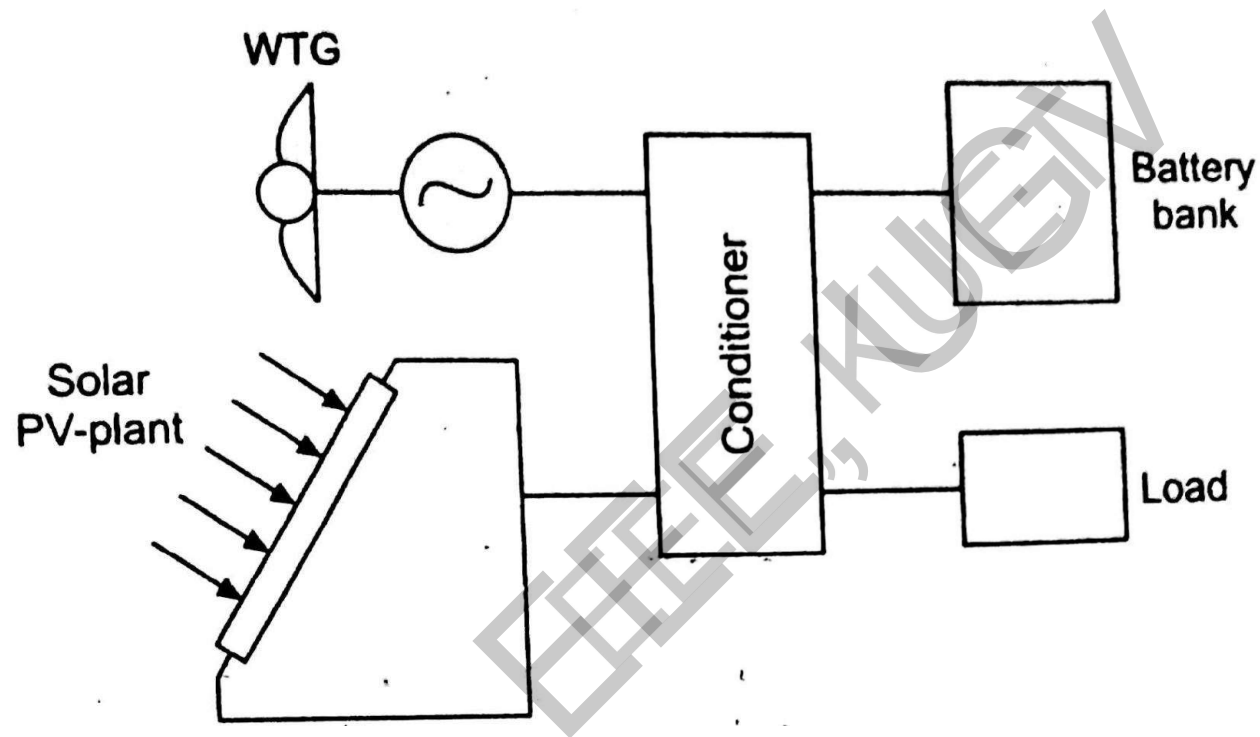 WTG
Battery
bank
Conditioner
Solar
PV-plant
Load
EEE, KUET